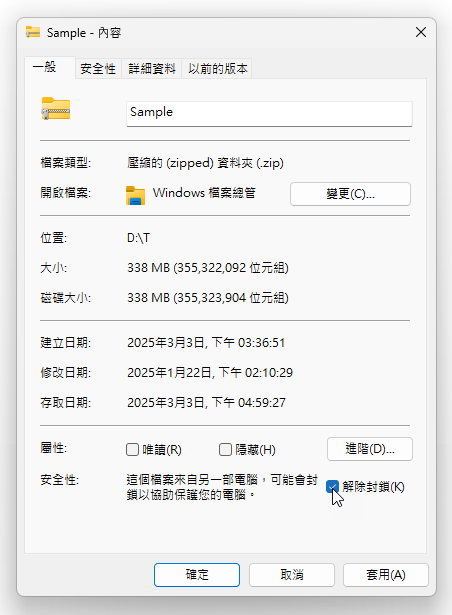 Sample - 內容
一般 安全性 詳細資料 以前的版本
Sample
檔案類型: 壓縮的 (zipped) 資料夾 (.zip)
開啟檔案: Windows 檔案總管 變更(C)...
位置: D:\T
大小: 338 MB (355,322,092 位元組)
磁碟大小: 338 MB (355,323,904 位元組)
建立日期: 2025年3月3日, 下午 03:36:51
修改日期: 2025年1月22日, 下午 02:10:29
存取日期: 2025年3月3日, 下午 04:59:27
屬性: 唯讀(R) 隱藏(H) 進階(D)...
安全性: 這個檔案來自另一部電腦，可能會封
鎖以協助保護您的電腦。 解除封鎖(K)
確定 取消 套用(A)